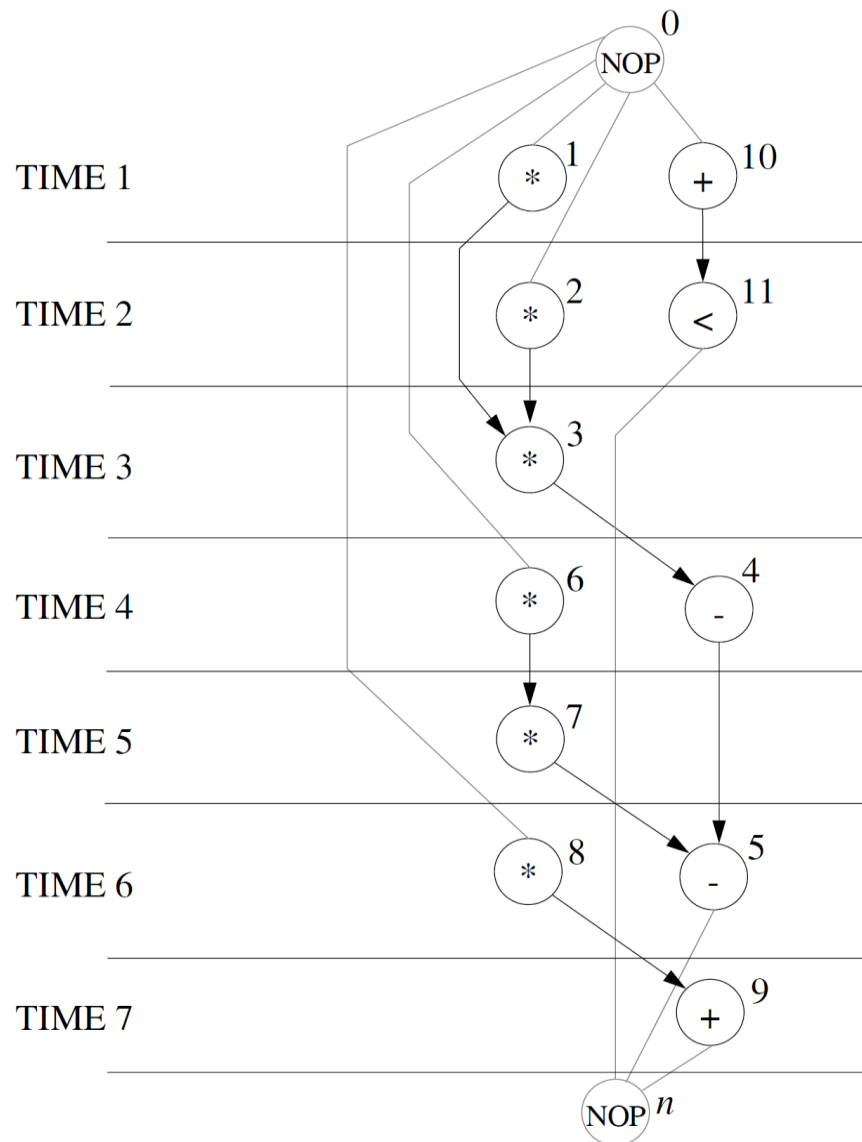 0
NOP
TIME 1
* 1
+ 10
TIME 2
* 2
< 11
TIME 3
* 3
TIME 4
* 6
- 4
TIME 5
* 7
TIME 6
* 8
- 5
TIME 7
+ 9
NOP n